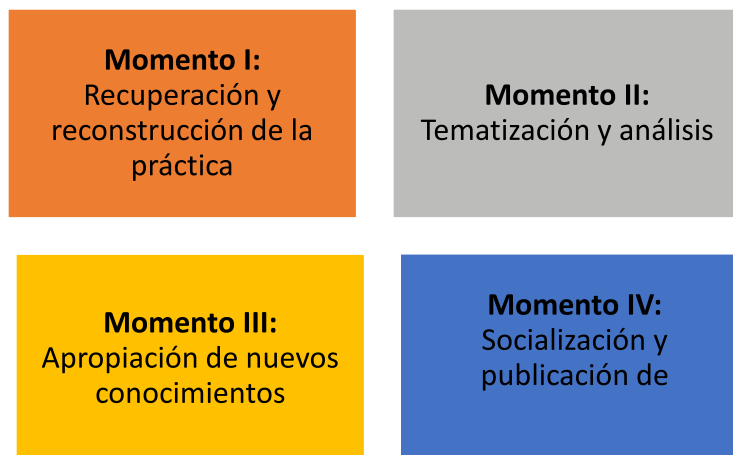 Momento I:
Recuperación y
reconstrucción de la
práctica
Momento II:
Tematización y análisis
Momento III:
Apropiación de nuevos
conocimientos
Momento IV:
Socialización y
publicación de